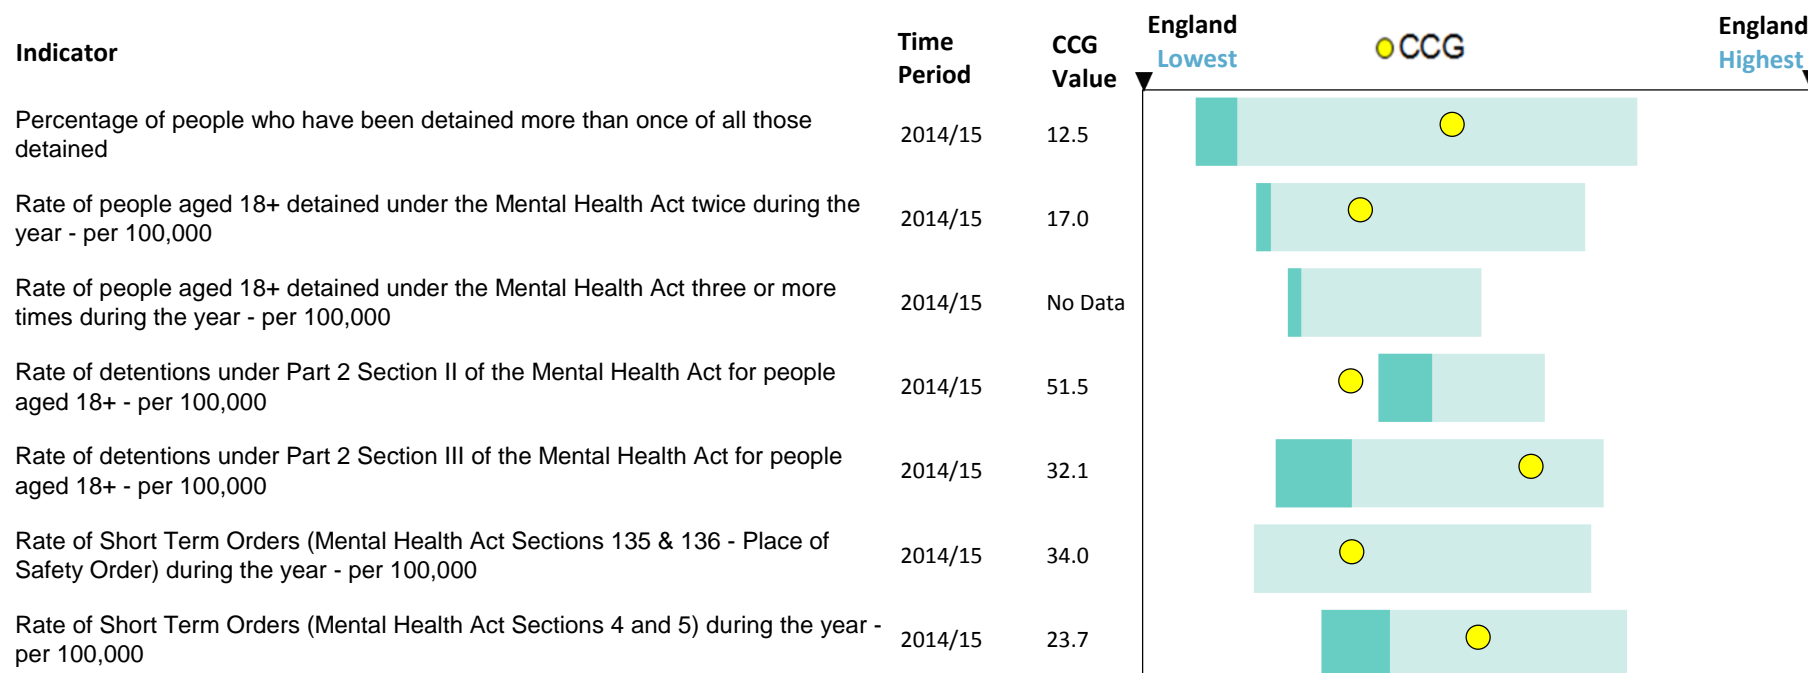 Indicator
Time
Period
CCG
Value
England
Lowest
CCG
England
Highest
Percentage of people who have been detained more than once of all those
detained
2014/15
12.5
Rate of people aged 18+ detained under the Mental Health Act twice during the
year - per 100,000
2014/15
17.0
Rate of people aged 18+ detained under the Mental Health Act three or more
times during the year - per 100,000
2014/15
No Data
Rate of detentions under Part 2 Section II of the Mental Health Act for people
aged 18+ - per 100,000
2014/15
51.5
Rate of detentions under Part 2 Section III of the Mental Health Act for people
aged 18+ - per 100,000
2014/15
32.1
Rate of Short Term Orders (Mental Health Act Sections 135 & 136 - Place of
Safety Order) during the year - per 100,000
2014/15
34.0
Rate of Short Term Orders (Mental Health Act Sections 4 and 5) during the year -
per 100,000
2014/15
23.7